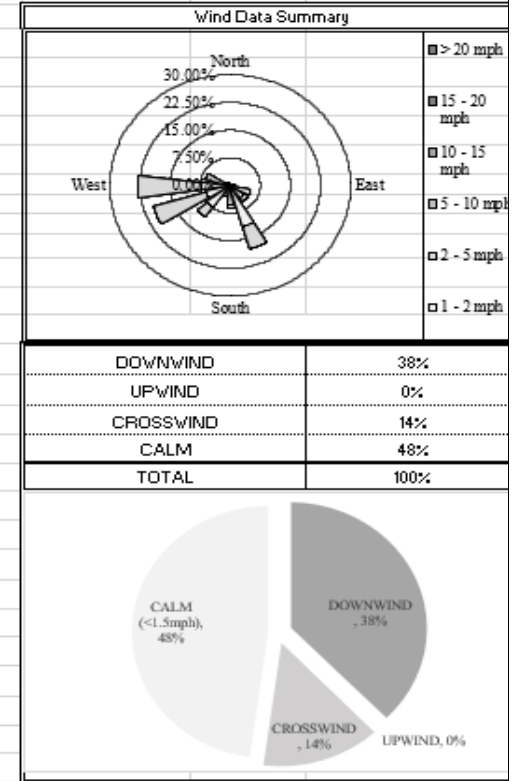 Wind Data Summary
North
30.00%
22.50%
15.00%
7.50%
0.00%
West
East
South
> 20 mph
15 - 20
mph
10 - 15
mph
5 - 10 mph
2 - 5 mph
1 - 2 mph
DOWNWIND 38%
UPWIND 0%
CROSSWIND 14%
CALM 48%
TOTAL 100%
CALM
(<1.5mph),
48%
DOWNWIND
, 38%
CROSSWIND
, 14%
UPWIND, 0%